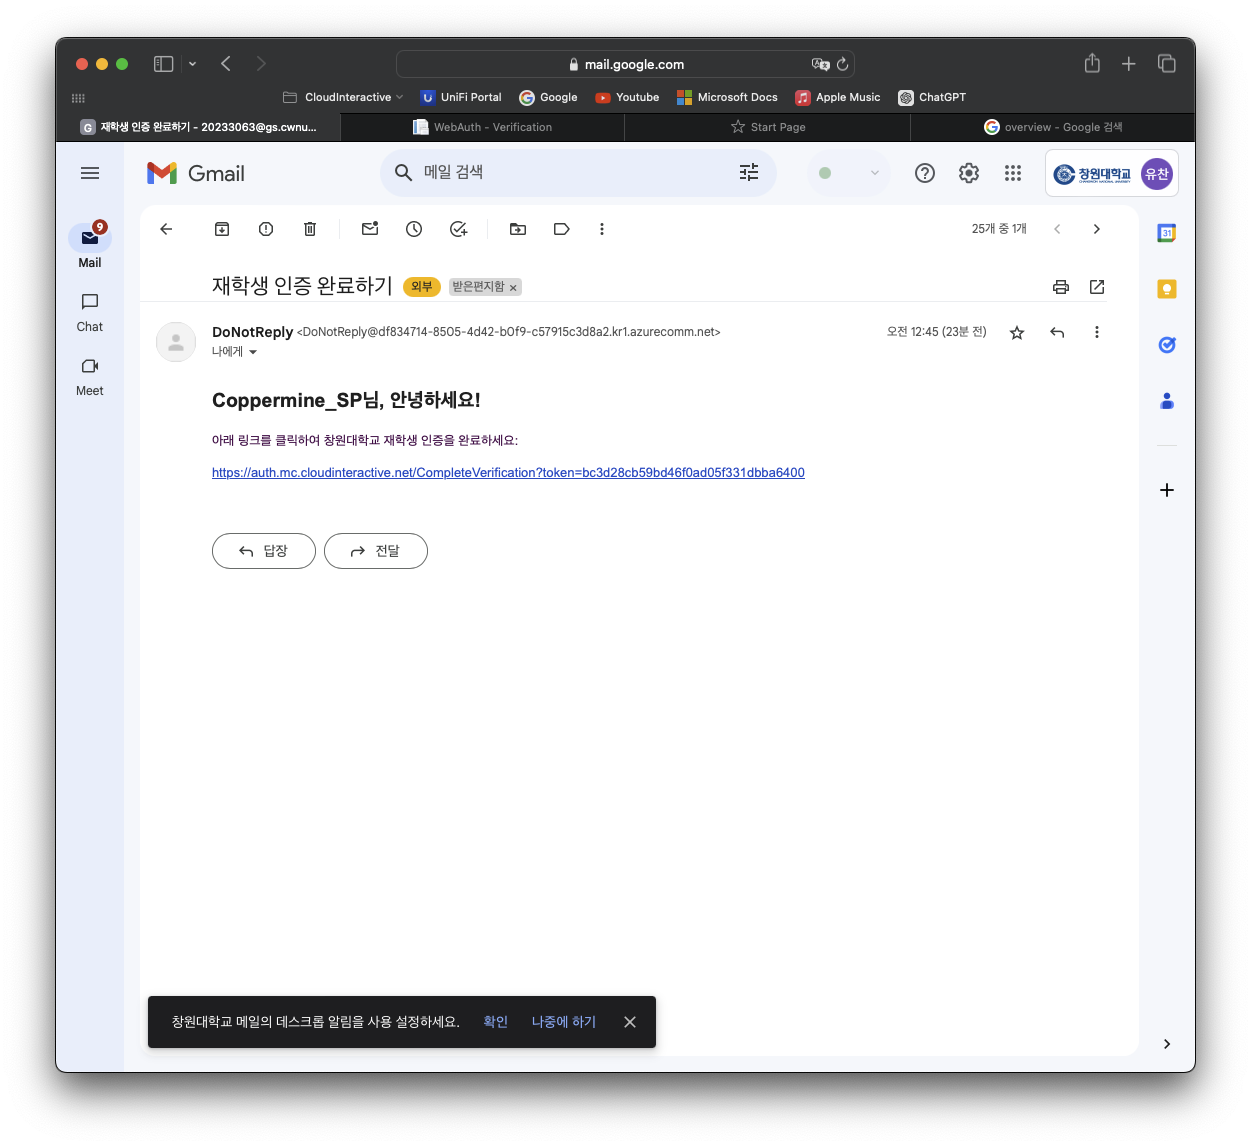 mail.google.com
CloudInteractive
UniFi Portal
Google
Youtube
Microsoft Docs
Apple Music
ChatGPT
G 재학생 인증 완료하기 - 20233063@gs.cwnu...
WebAuth - Verification
Start Page
overview - Google 검색
Gmail
메일 검색
창원대학교
유찬
9
Mail
Chat
Meet
25개 중 1개
31
재학생 인증 완료하기
외부
받은편지함 ×
DoNotReply <DoNotReply@df834714-8505-4d42-b0f9-c57915c3d8a2.kr1.azurecomm.net>
오전 12:45 (23분 전)
나에게
Coppermine_SP님, 안녕하세요!
아래 링크를 클릭하여 창원대학교 재학생 인증을 완료하세요:
https://auth.mc.cloudinteractive.net/CompleteVerification?token=bc3d28cb59bd46f0ad05f331dbba6400
답장
전달
창원대학교 메일의 데스크톱 알림을 사용 설정하세요.
확인
나중에 하기